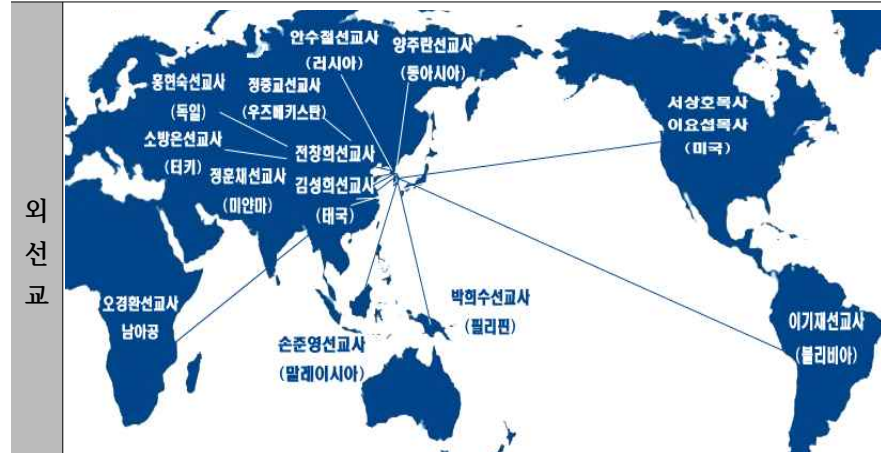 외
선
교
안수철선교사
(러시아)
양주란선교사
(동아시아)
홍현숙선교사
(독일)
정중교선교사
(우즈베키스탄)
서상호목사
이요섭목사
(미국)
소방은선교사
(터키)
전창희선교사
정훈채선교사
(미얀마)
김성희선교사
(태국)
오경환선교사
남아공
박희수선교사
(필리핀)
이기재선교사
(볼리비아)
손준영선교사
(말레이시아)